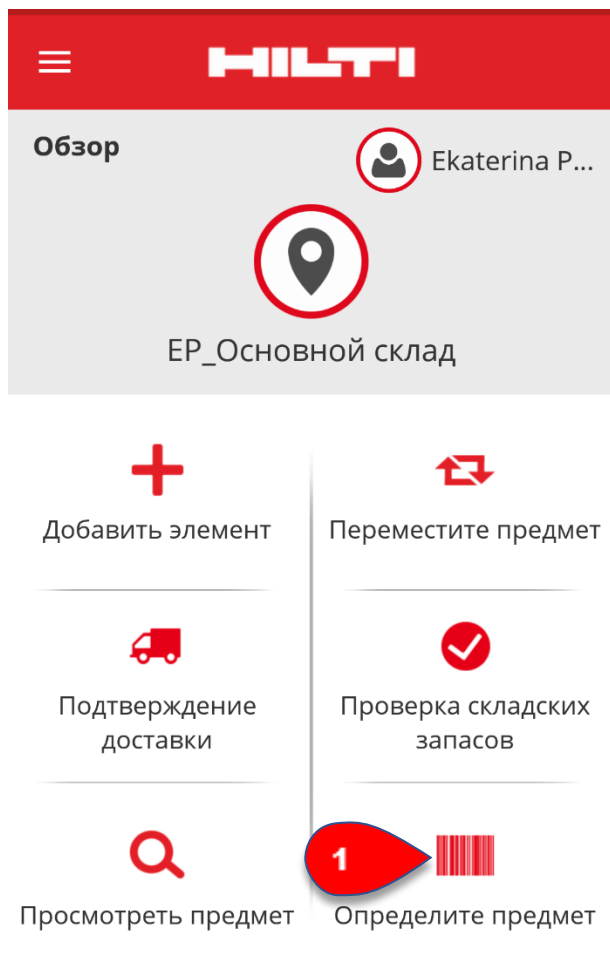 HILTI
Обзор
Ekaterina P...
EP_Основной склад
Добавить элемент
Переместите предмет
Подтверждение
доставки
Проверка складских
запасов
1
Просмотреть предмет
Определите предмет